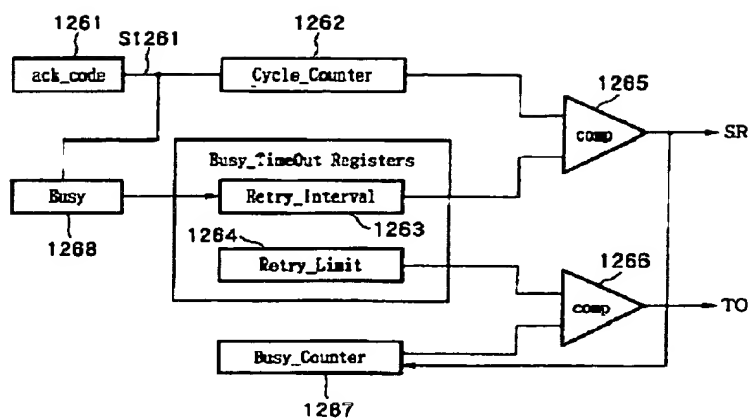 1261
S1261
1262
ack_code
Cycle_Counter
1265
comp
SR
Busy_TimeOut Registers
Busy
Retry_Interval
1268
1264
1263
1266
Retry_Limit
comp
TO
Busy_Counter
1267